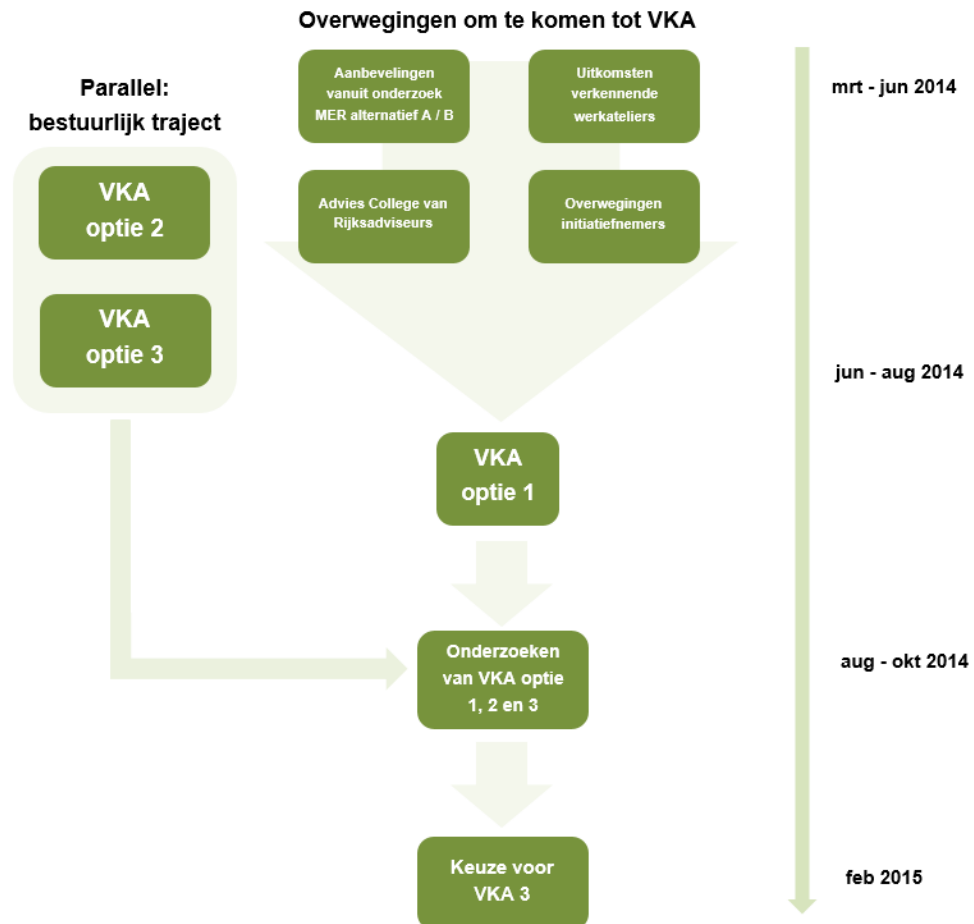 Overwegingen om te komen tot VKA
Parallel:
bestuurlijk traject
VKA
optie 2
VKA
optie 3
Aanbevelingen
vanuit onderzoek
MER alternatief A / B
Uitkomsten
verkennende
werkateliers
Advies College van
Rijksadviseurs
Overwegingen
initiatiefnemers
VKA
optie 1
Onderzoeken
van VKA optie
1, 2 en 3
Keuze voor
VKA 3
mrt - jun 2014
jun - aug 2014
aug - okt 2014
feb 2015